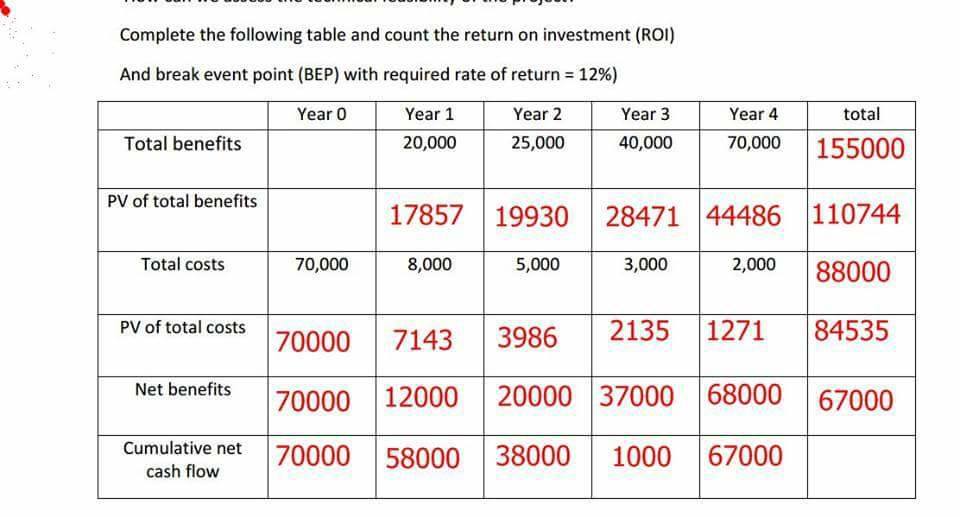 Complete the following table and count the return on investment (ROI)
And break event point (BEP) with required rate of return = 12%)
Year 0 Year 1 Year 2 Year 3 Year 4 total
Total benefits 20,000 25,000 40,000 70,000 155000
PV of total benefits 17857 19930 28471 44486 110744
Total costs 70,000 8,000 5,000 3,000 2,000 88000
PV of total costs 70000 7143 3986 2135 1271 84535
Net benefits 70000 12000 20000 37000 68000 67000
Cumulative net
cash flow 70000 58000 38000 1000 67000